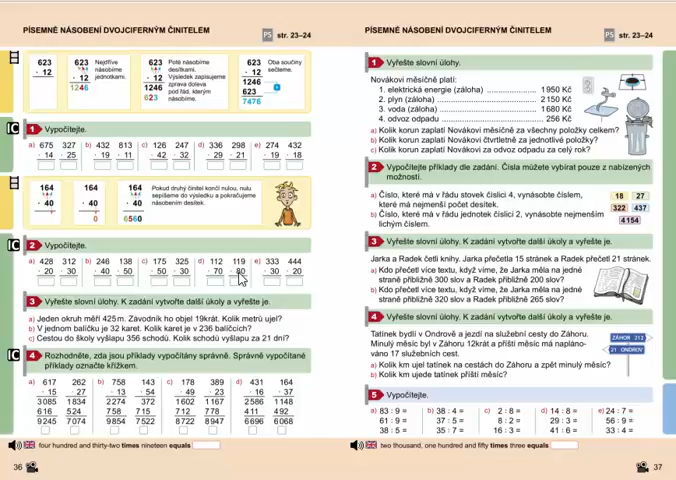 PÍSEMNÉ NÁSOBENÍ DVOJCIFERNÝM ČINITELEM
PS str. 23–24
623
· 12
623
· 12
1246
Nejdříve
násobíme
jednotkami.
623
· 12
1246
623
Poté násobíme
desítkami.
Výsledek zapisujeme
zprava doleva
pod řád, kterým
násobíme.
623
· 12
1246
623
7476
Oba součiny
sečteme.
1 Vypočítejte.
a) 675 327 b) 432 813 c) 126 247 d) 336 298 e) 274 432
· 14 · 25 · 19 · 11 · 42 · 32 · 29 · 21 · 19 · 18
164
· 40
164
· 40
0
164
· 40
6560
Pokud druhý činitel končí nulou, nulu
sepíšeme do výsledku a pokračujeme
násobením desítek.
2 Vypočítejte.
a) 428 312 b) 246 138 c) 175 325 d) 112 119 e) 333 444
· 20 · 30 · 40 · 50 · 50 · 30 · 70 · 80 · 30 · 20
3 Vyřešte slovní úlohy. K zadání vytvořte další úkoly a vyřešte je.
a) Jeden okruh měří 425 m. Závodník ho objel 19krát. Kolik metrů ujel?
b) V jednom balíčku je 32 karet. Kolik karet je v 236 balíčcích?
c) Cestou do školy vyšlapu 356 schodů. Kolik schodů vyšlapu za 21 dní?
4 Rozhodněte, zda jsou příklady vypočítány správně. Správně vypočítané
příklady označte křížkem.
a) 617 262 b) 758 143 c) 178 389 d) 431 164
· 15 · 27 · 13 · 54 · 49 · 23 · 16 · 37
3085 1834 2274 372 1602 1167 2586 1148
616 524 758 715 712 778 411 492
9245 7074 9854 7522 8722 8947 6696 6068
four hundred and thirty-two times nineteen equals
36
PÍSEMNÉ NÁSOBENÍ DVOJCIFERNÝM ČINITELEM
PS str. 23–24
1 Vyřešte slovní úlohy.
Novákovi měsíčně platí:
1. elektrická energie (záloha) .................. 1 950 Kč
2. plyn (záloha) .................. 2 150 Kč
3. voda (záloha) .................. 1 680 Kč
4. odvoz odpadu .................. 256 Kč
a) Kolik korun zaplatí Novákovi měsíčně za všechny položky celkem?
b) Kolik korun zaplatí Novákovi čtvrtletně za jednotlivé položky?
c) Kolik korun zaplatí Novákovi za odvoz odpadu za celý rok?
2 Vypočítejte příklady dle zadání. Čísla můžete vybírat pouze z nabízených
možností.
a) Číslo, které má v řádu stovek číslici 4, vynásobte číslem,
které má nejmenší počet desítek.
b) Číslo, které má v řádu jednotek číslici 2, vynásobte nejmenším
lichým číslem.
18 27
322 437
4 154
3 Vyřešte slovní úlohy. K zadání vytvořte další úkoly a vyřešte je.
Jarka a Radek četli knihy. Jarka přečetla 15 stránek a Radek přečetl 21 stránek.
a) Kdo přečetl více textu, když víme, že Jarka měla na jedné
straně přibližně 300 slov a Radek přibližně 200 slov?
b) Kdo přečetl více textu, když víme, že Jarka měla na jedné
straně přibližně 320 slov a Radek přibližně 265 slov?
4 Vyřešte slovní úlohy. K zadání vytvořte další úkoly a vyřešte je.
Tatínek bydlí v Ondrově a jezdí na služební cesty do Záhoru.
Minulý měsíc byl v Záhoru 12krát a příští měsíc má napláno-
váno 17 služebních cest.
ZÁHOR 212
21 ONDROV
a) Kolik km ujel tatínek na cestách do Záhoru a zpět minulý měsíc?
b) Kolik km ujede tatínek příští měsíc?
5 Vypočítejte.
a) 83 : 9 = b) 38 : 4 = c) 2 : 8 = d) 14 : 8 = e) 24 : 7 =
61 : 9 = 37 : 5 = 8 : 2 = 29 : 3 = 56 : 9 =
38 : 5 = 35 : 7 = 16 : 3 = 41 : 6 = 33 : 4 =
two thousand, one hundred and fifty times three equals
37